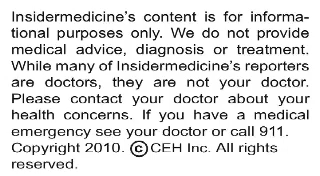 Insidermedicine's content is for informa-
tional purposes only. We do not provide
medical advice, diagnosis or treatment.
While many of Insidermedicine's reporters
are doctors, they are not your doctor.
Please contact your doctor about your
health concerns. If you have a medical
emergency see your doctor or call 911.
Copyright 2010. © CEH Inc. All rights
reserved.